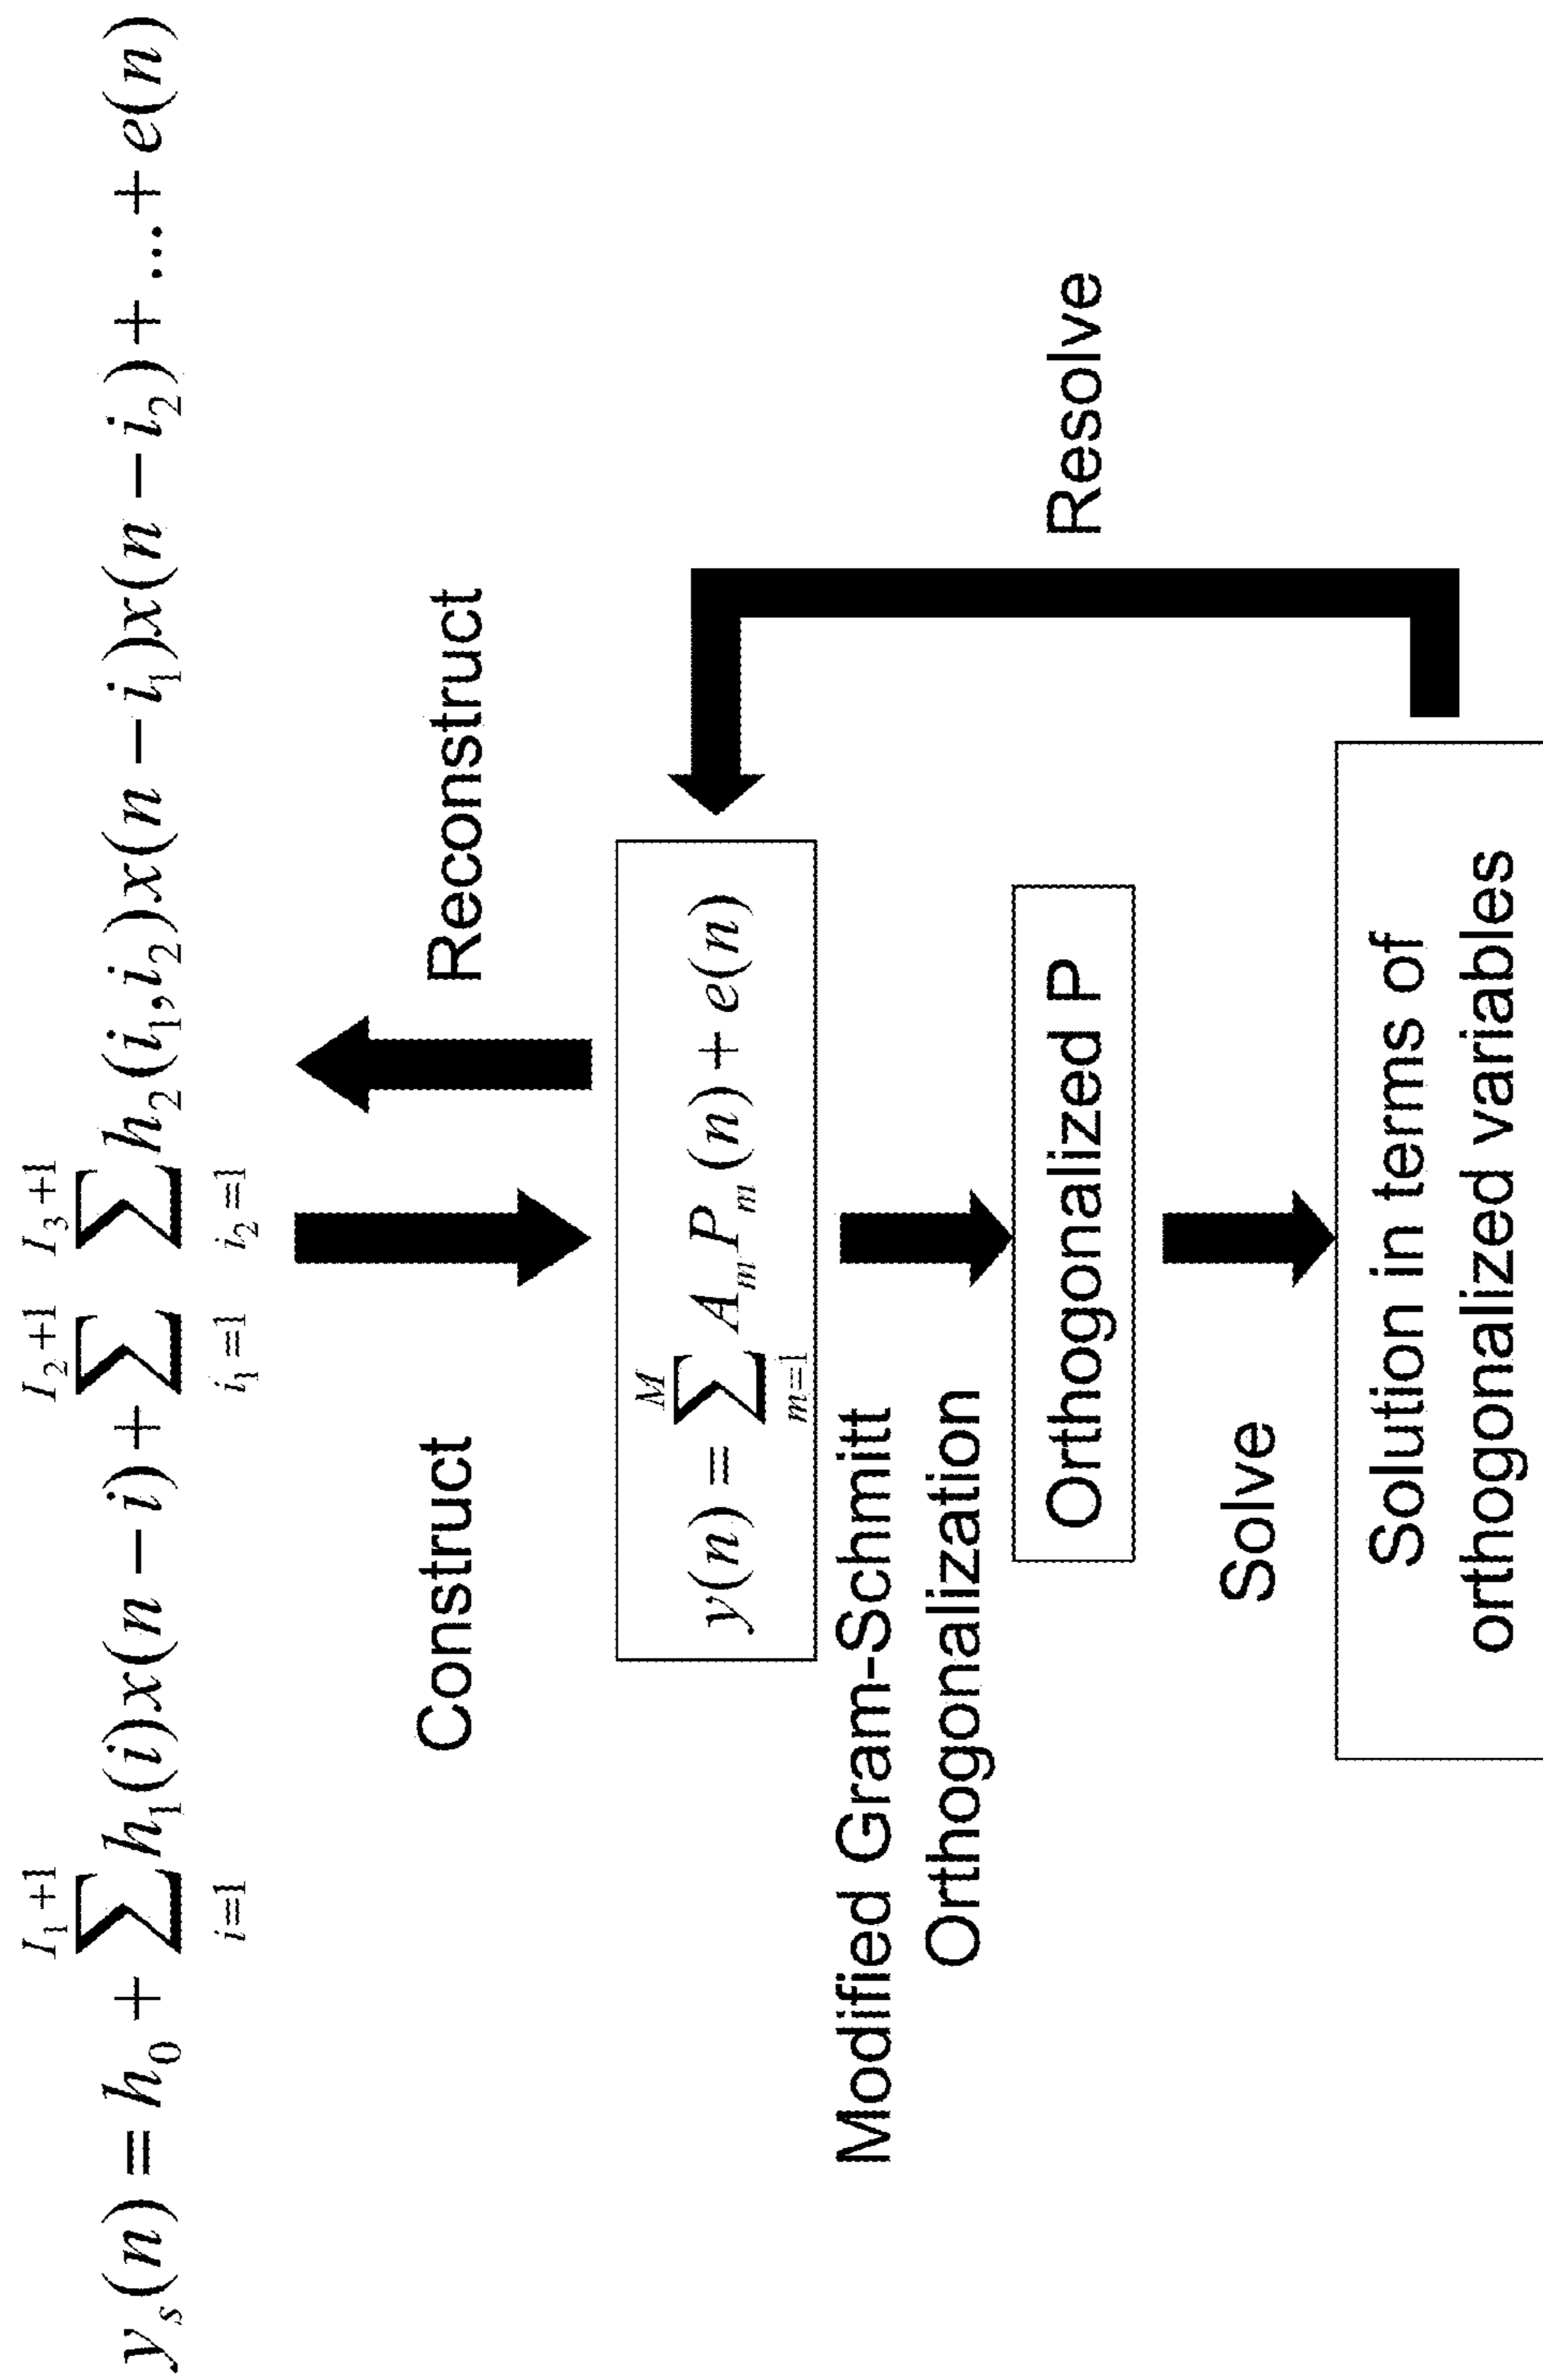 y_s(n) = h_0 + \sum_{i=1}^{I_1+1} h_1(i)x(n-i) + \sum_{i_1=1}^{I_2+1} \sum_{i_2=1}^{I_3+1} h_2(i_1,i_2)x(n-i_1)x(n-i_2) + ... + e(n)
Construct
Reconstruct
y(n) = \sum_{m=1}^{M} A_m P_m(n) + e(n)
Modified Gram-Schmitt
Orthogonalization
Orthogonalized P
Resolve
Solve
Solution in terms of
orthogonalized variables